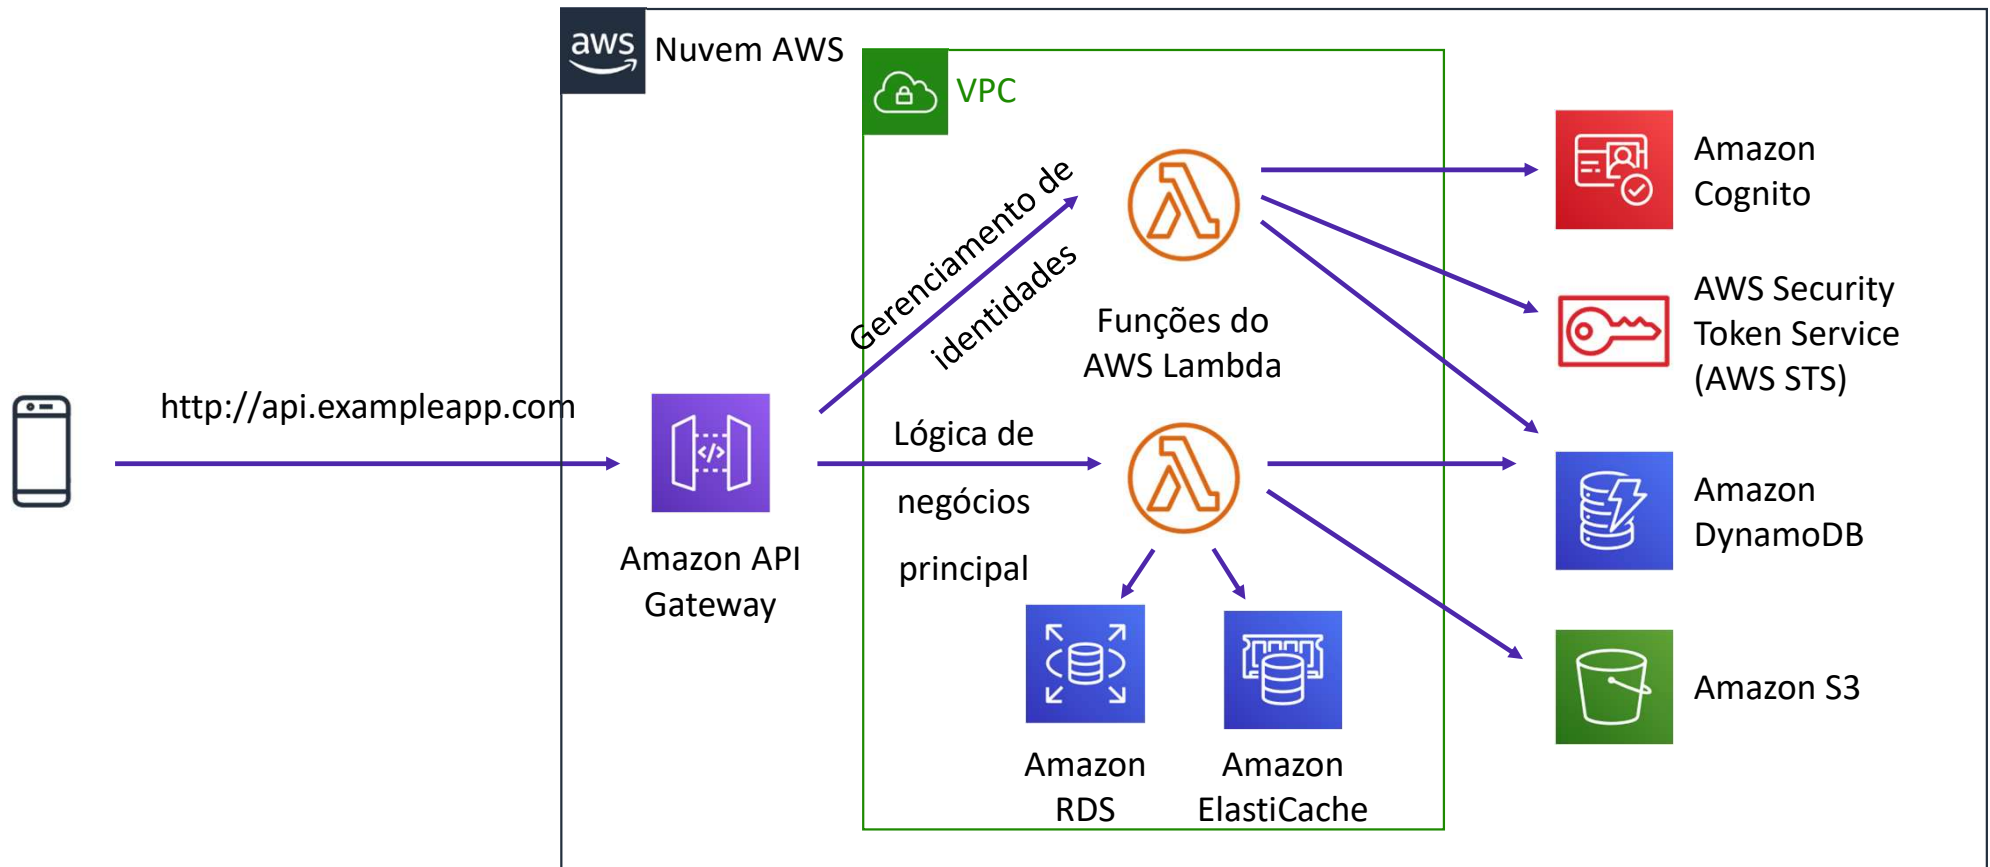 aws
Nuvem AWS
VPC
http://api.exampleapp.com
Amazon API
Gateway
</>
Gerenciamento de
identidades
Lógica de
negócios
principal
Funções do
AWS Lambda
Amazon
RDS
Amazon
ElastiCache
Amazon
Cognito
AWS Security
Token Service
(AWS STS)
Amazon
DynamoDB
Amazon S3